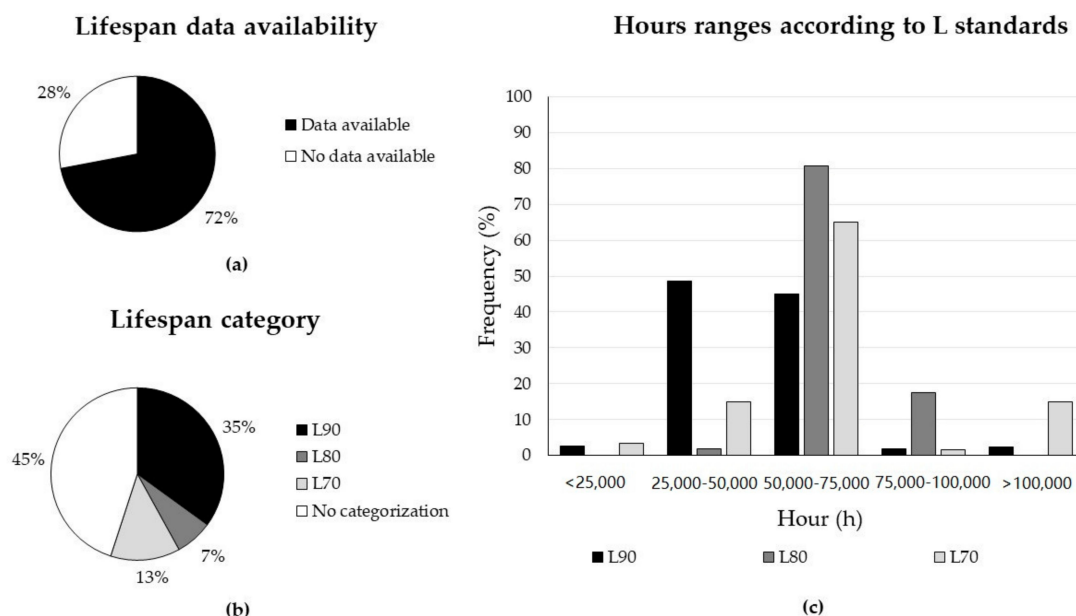 Lifespan data availability
28%
72%
Data available
No data available
(a)
Lifespan category
35%
45%
7%
13%
L90
L80
L70
No categorization
(b)
Hours ranges according to L standards
Frequency (%)
100
90
80
70
60
50
40
30
20
10
0
<25,000 25,000-50,000 50,000-75,000 75,000-100,000 >100,000
Hour (h)
L90 L80 L70
(c)